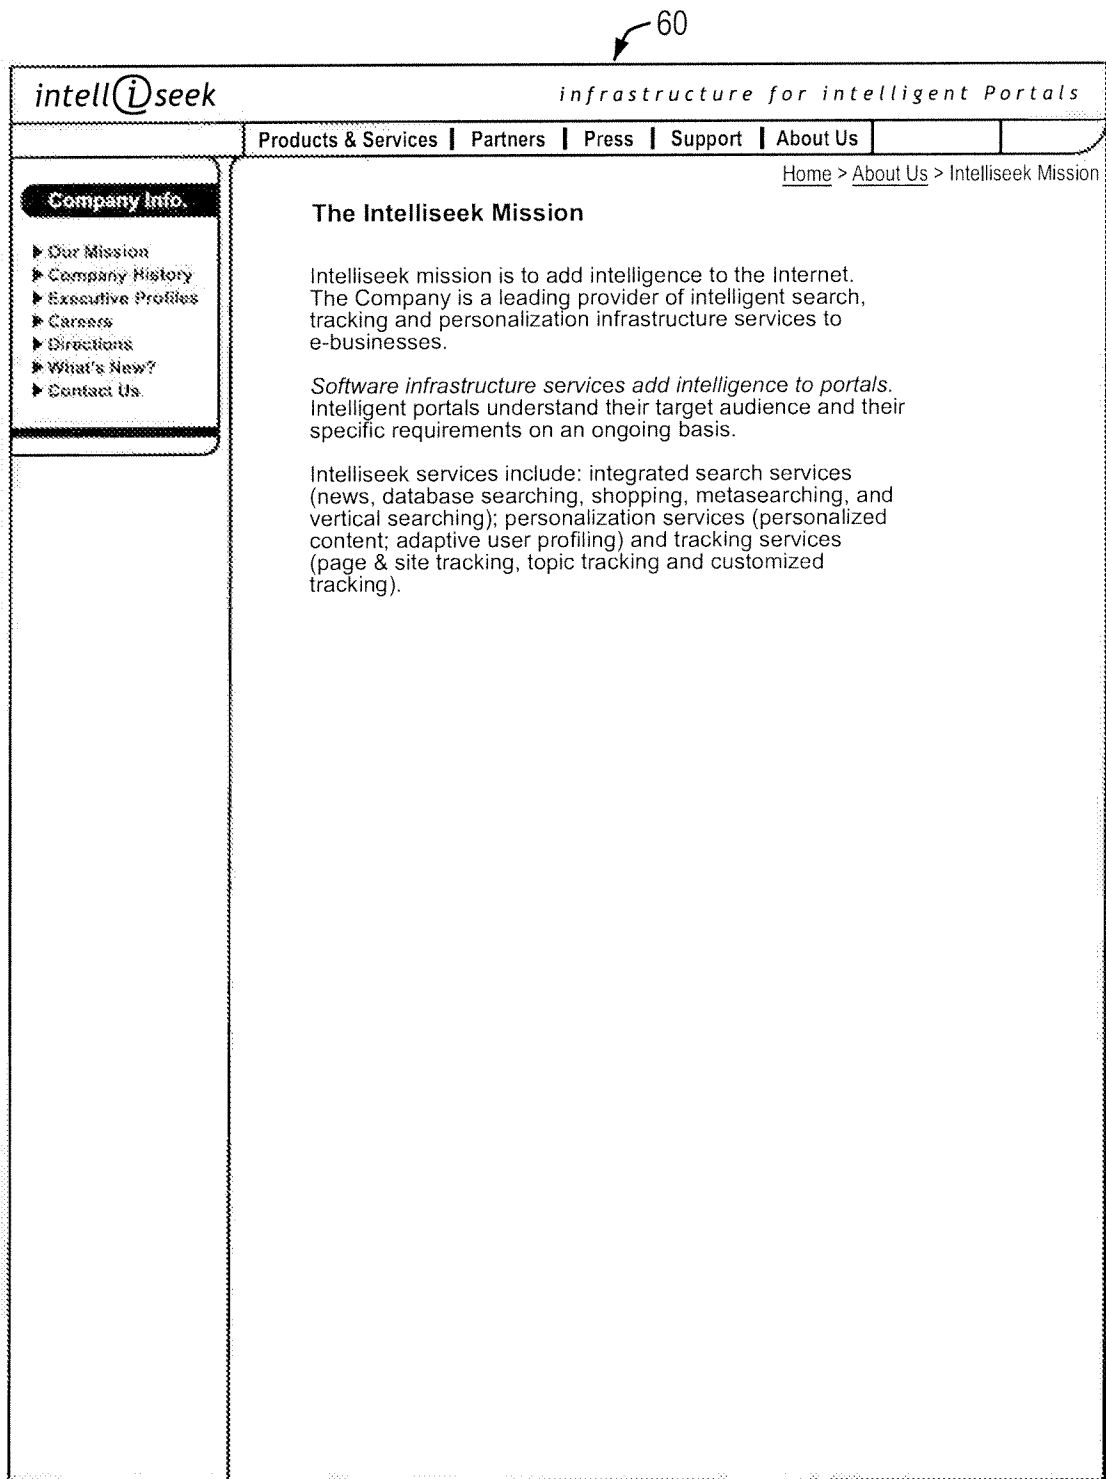 60
intelliseek
infrastructure for intelligent Portals
Products & Services | Partners | Press | Support | About Us
Home > About Us > Intelliseek Mission
Company Info.
Our Mission
Company History
Executive Profiles
Careers
Directions
What's New?
Contact Us
The Intelliseek Mission
Intelliseek mission is to add intelligence to the Internet.
The Company is a leading provider of intelligent search,
tracking and personalization infrastructure services to
e-businesses.
Software infrastructure services add intelligence to portals.
Intelligent portals understand their target audience and their
specific requirements on an ongoing basis.
Intelliseek services include: integrated search services
(news, database searching, shopping, metasearching, and
vertical searching); personalization services (personalized
content; adaptive user profiling) and tracking services
(page & site tracking, topic tracking and customized
tracking).